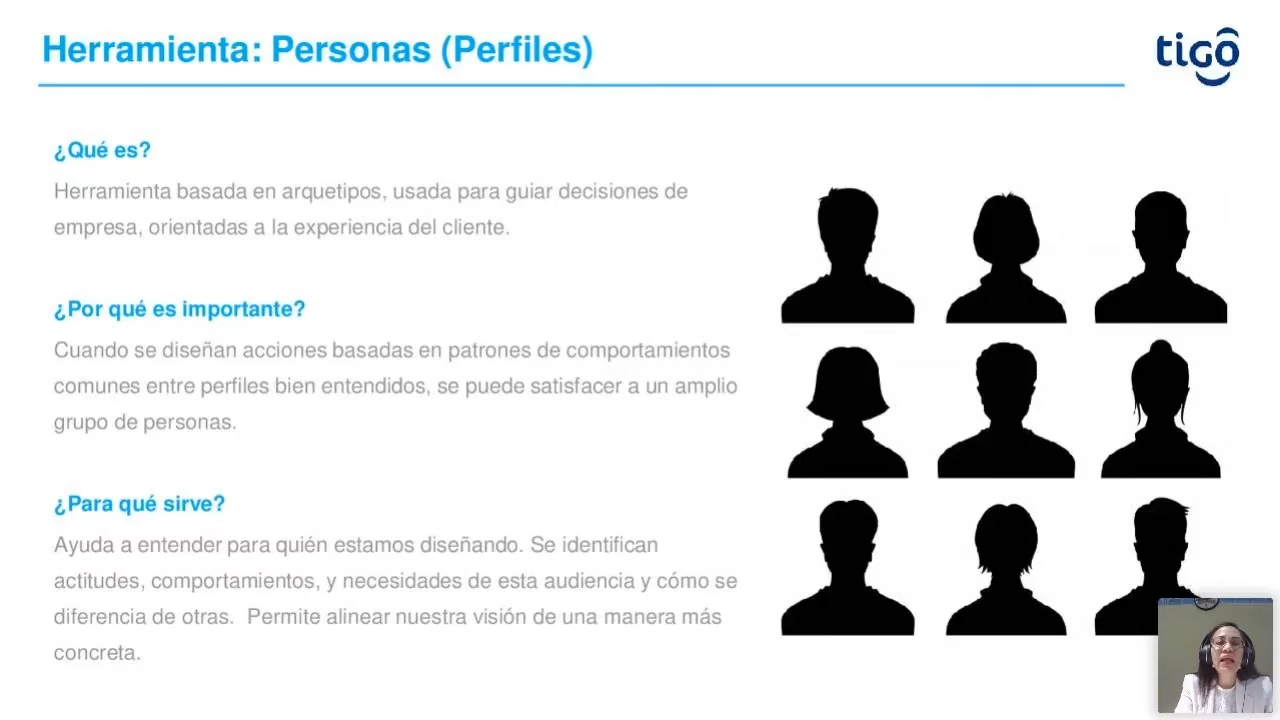 Herramienta: Personas (Perfiles)
tigo
¿Qué es?
Herramienta basada en arquetipos, usada para guiar decisiones de
empresa, orientadas a la experiencia del cliente.
¿Por qué es importante?
Cuando se diseñan acciones basadas en patrones de comportamientos
comunes entre perfiles bien entendidos, se puede satisfacer a un amplio
grupo de personas.
¿Para qué sirve?
Ayuda a entender para quién estamos diseñando. Se identifican
actitudes, comportamientos, y necesidades de esta audiencia y cómo se
diferencia de otras.  Permite alinear nuestra visión de una manera más
concreta.